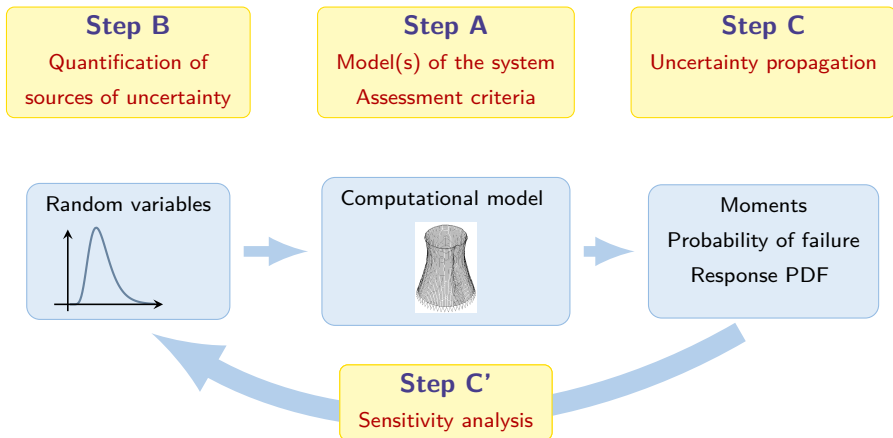 Step B
Quantification of
sources of uncertainty
Step A
Model(s) of the system
Assessment criteria
Step C
Uncertainty propagation
Random variables
Computational model
Moments
Probability of failure
Response PDF
Step C'
Sensitivity analysis